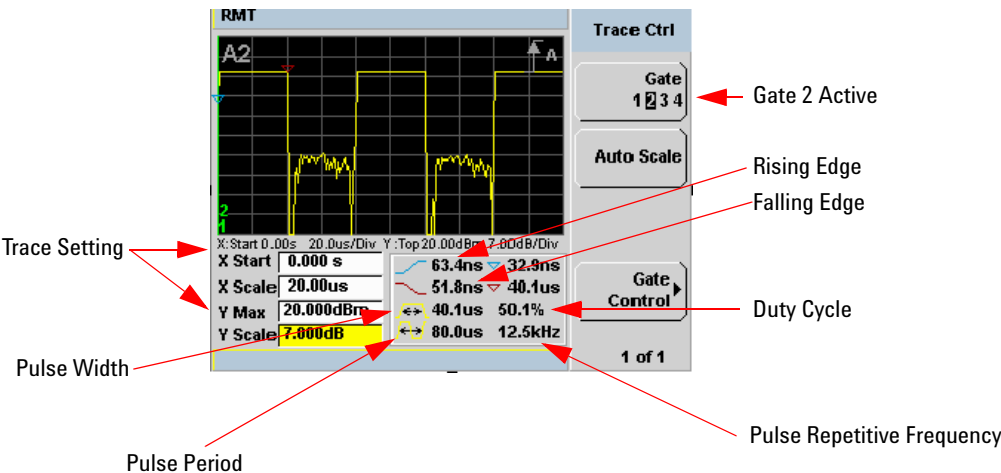 RMT
Trace Ctrl
A2
A
Gate
1 2 3 4
Gate 2 Active
Auto Scale
Rising Edge
Falling Edge
2
1
X:Start 0.00s 20.0us/Div Y:Top 20.00dBm 7.00dB/Div
Trace Setting
X Start 0.000 s
63.4ns 32.9ns
X Scale 20.00us
51.8ns 40.1us
Gate
Control
Y Max 20.000dBm
40.1us 50.1%
Duty Cycle
Y Scale 7.000dB
80.0us 12.5kHz
1 of 1
Pulse Width
Pulse Repetitive Frequency
Pulse Period